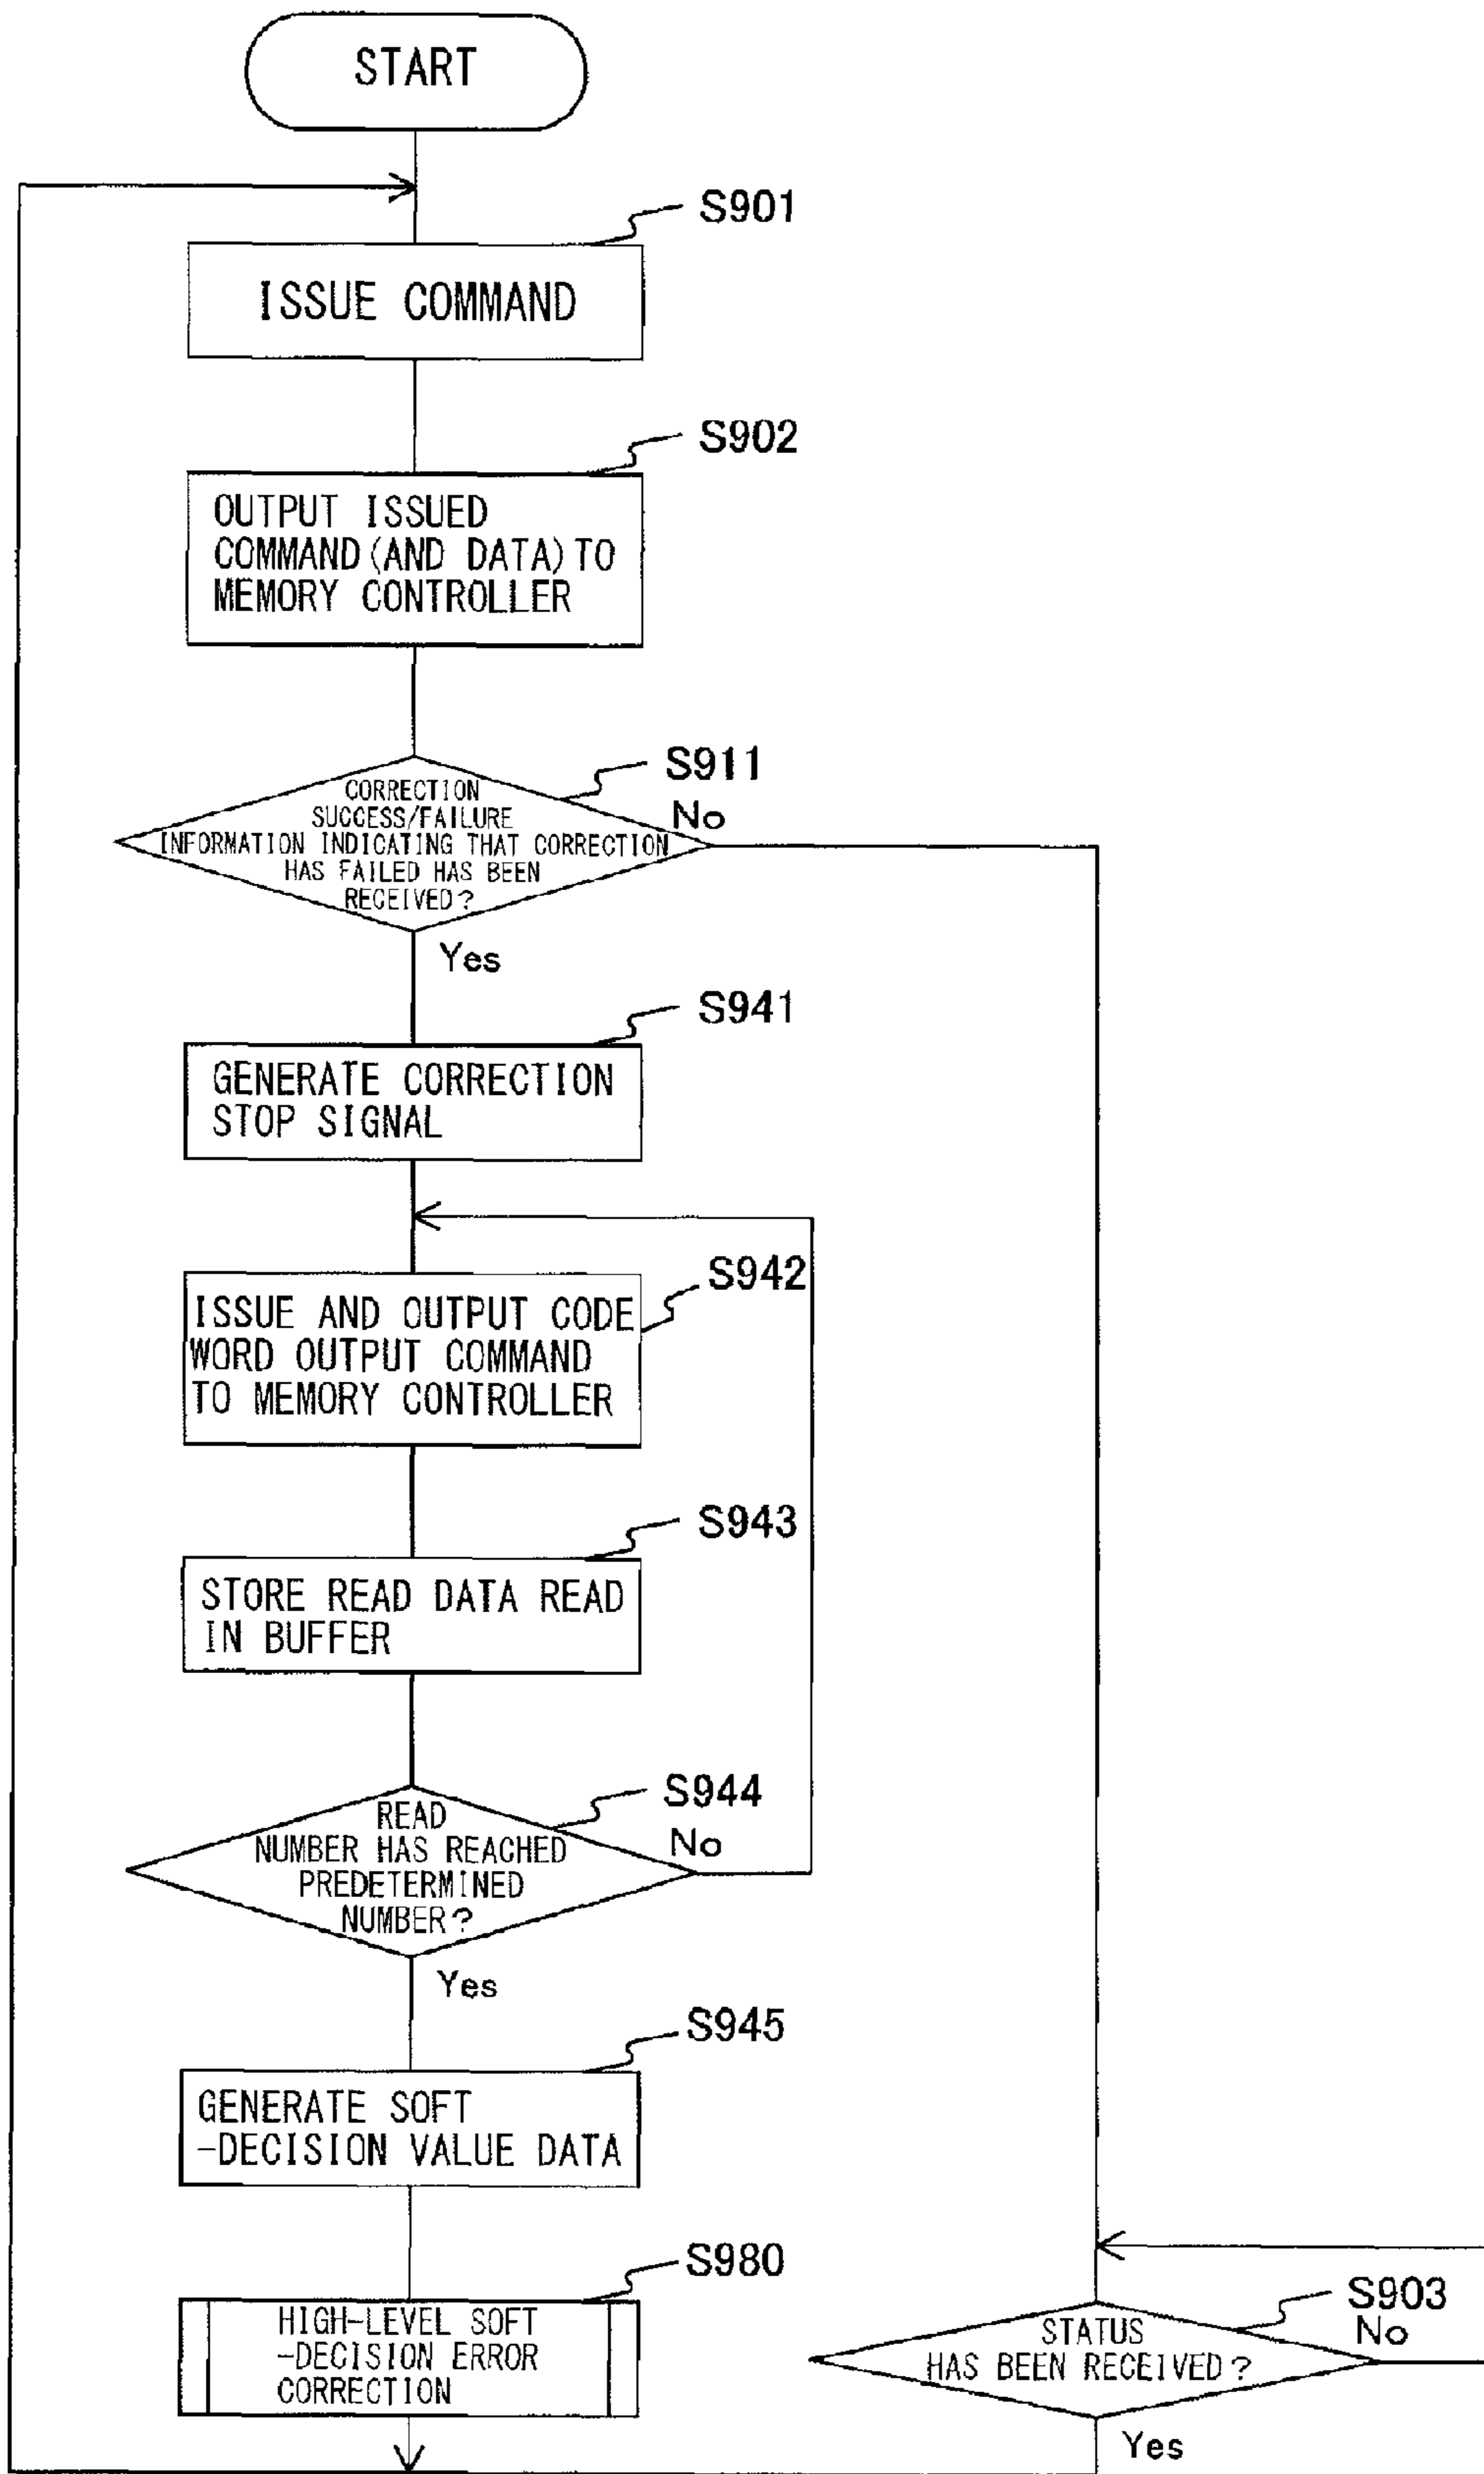 START
S901
ISSUE COMMAND
S902
OUTPUT ISSUED
COMMAND(AND DATA)TO
MEMORY CONTROLLER
S911
CORRECTION
SUCCESS/FAILURE
INFORMATION INDICATING THAT CORRECTION
HAS FAILED HAS BEEN
RECEIVED?
No
Yes
S941
GENERATE CORRECTION
STOP SIGNAL
S942
ISSUE AND OUTPUT CODE
WORD OUTPUT COMMAND
TO MEMORY CONTROLLER
S943
STORE READ DATA READ
IN BUFFER
S944
READ
NUMBER HAS REACHED
PREDETERMINED
NUMBER?
No
Yes
S945
GENERATE SOFT
-DECISION VALUE DATA
S980
HIGH-LEVEL SOFT
-DECISION ERROR
CORRECTION
S903
STATUS
HAS BEEN RECEIVED?
No
Yes